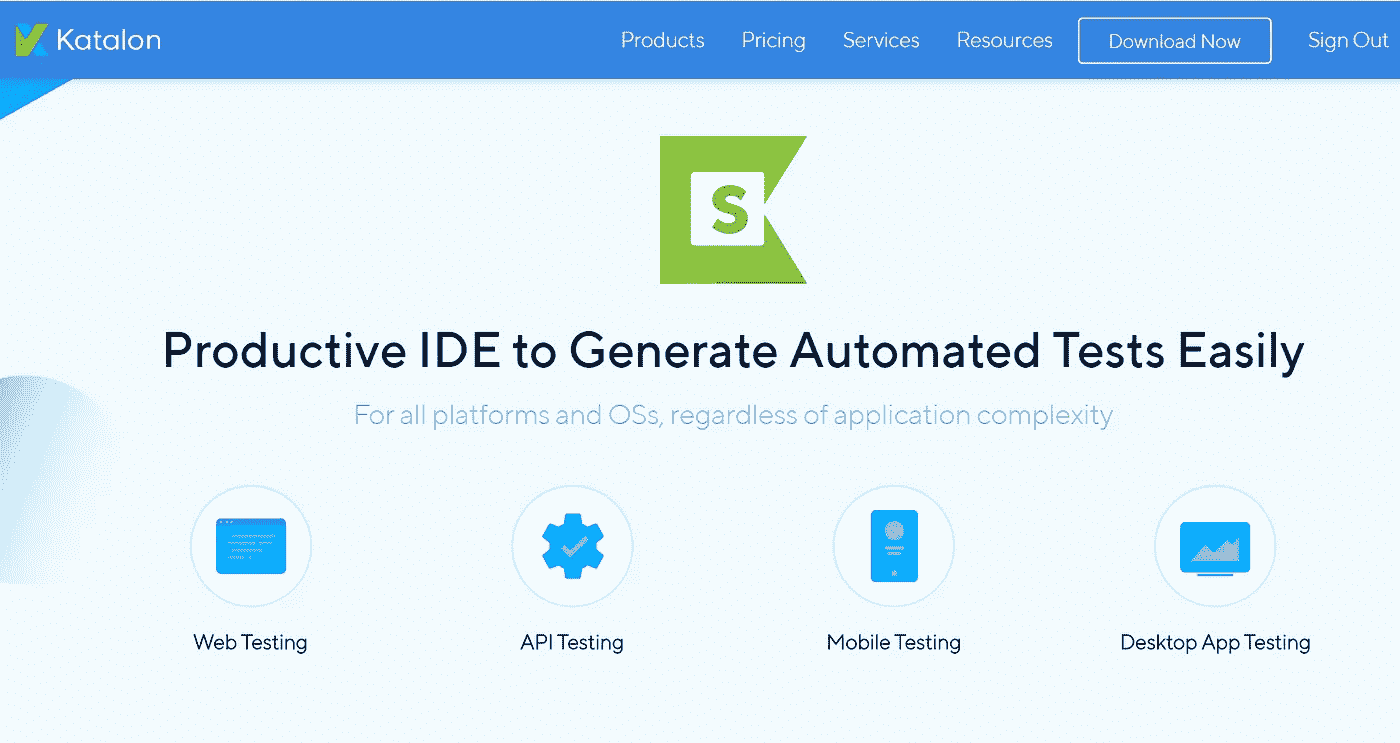 Katalon
Products Pricing Services Resources Download Now Sign Out
S
Productive IDE to Generate Automated Tests Easily
For all platforms and OSs, regardless of application complexity
Web Testing
API Testing
Mobile Testing
Desktop App Testing